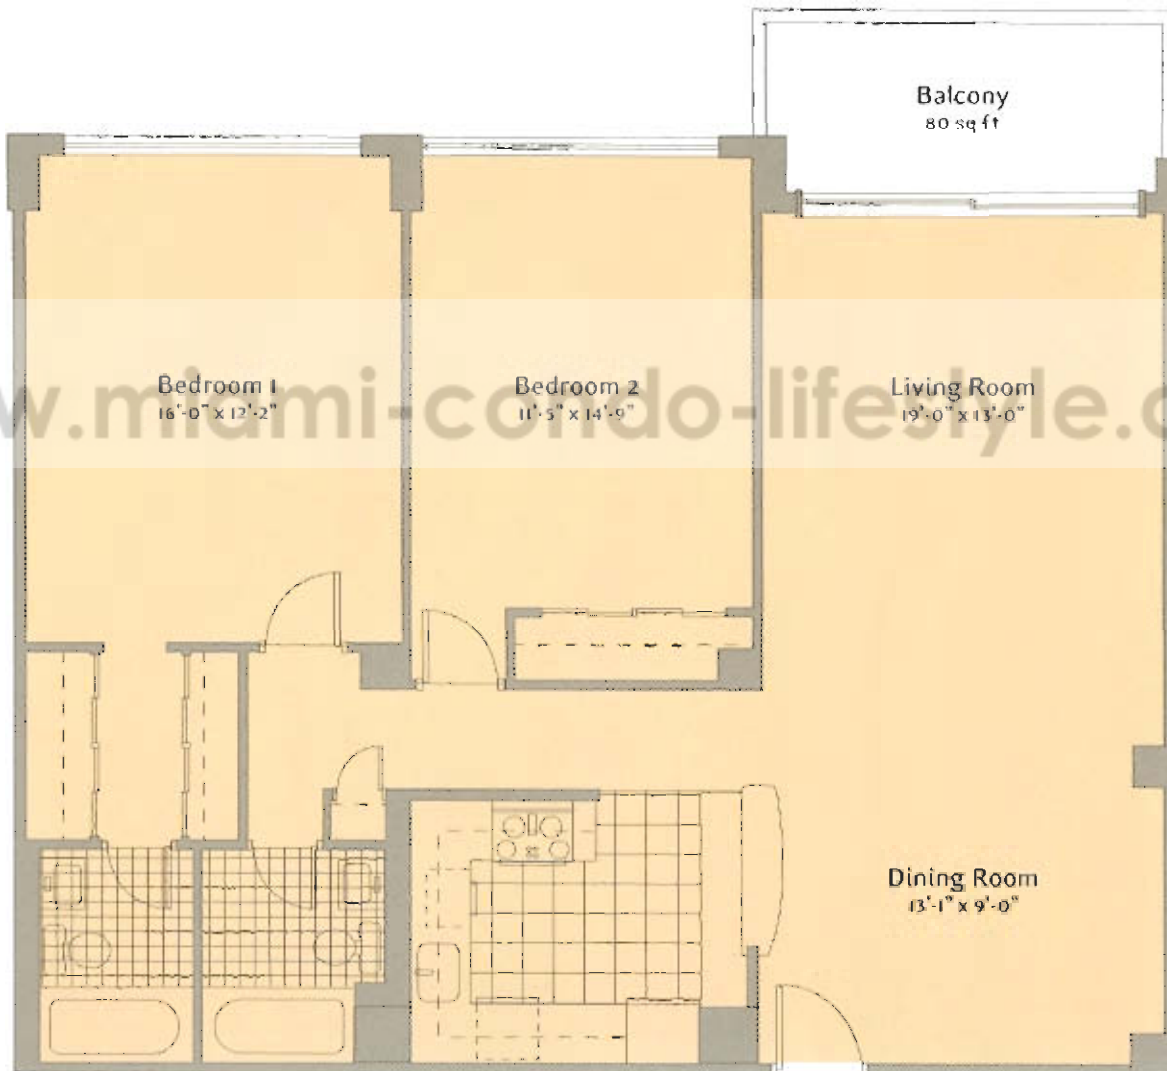 Balcony
80 sq ft
Bedroom 1
16'-0" x 12'-2"
Bedroom 2
11'-5" x 14'-9"
Living Room
19'-0" x 13'-0"
w.miami-condo-lifestyle.c
Dining Room
13'-1" x 9'-0"